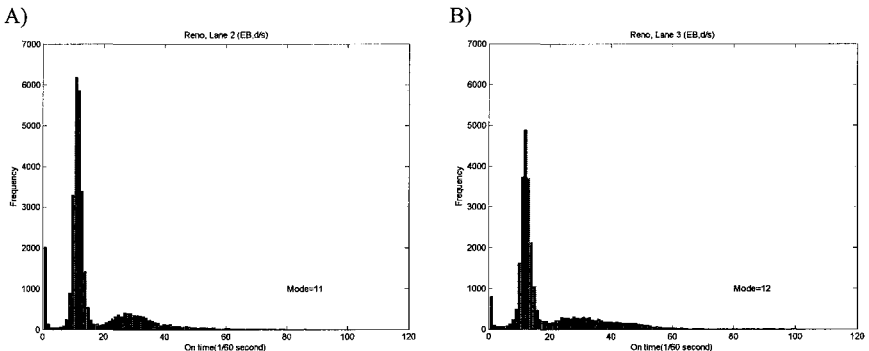 A)
Reno, Lane 2 (EB,d/s)
7000
6000
5000
4000
3000
2000
1000
0
Frequency
Mode=11
0 20 40 60 80 100 120
On time(1/60 second)
B)
Reno, Lane 3 (EB,d/s)
7000
6000
5000
4000
3000
2000
1000
0
Frequency
Mode=12
0 20 40 60 80 100 120
On time(1/60 second)